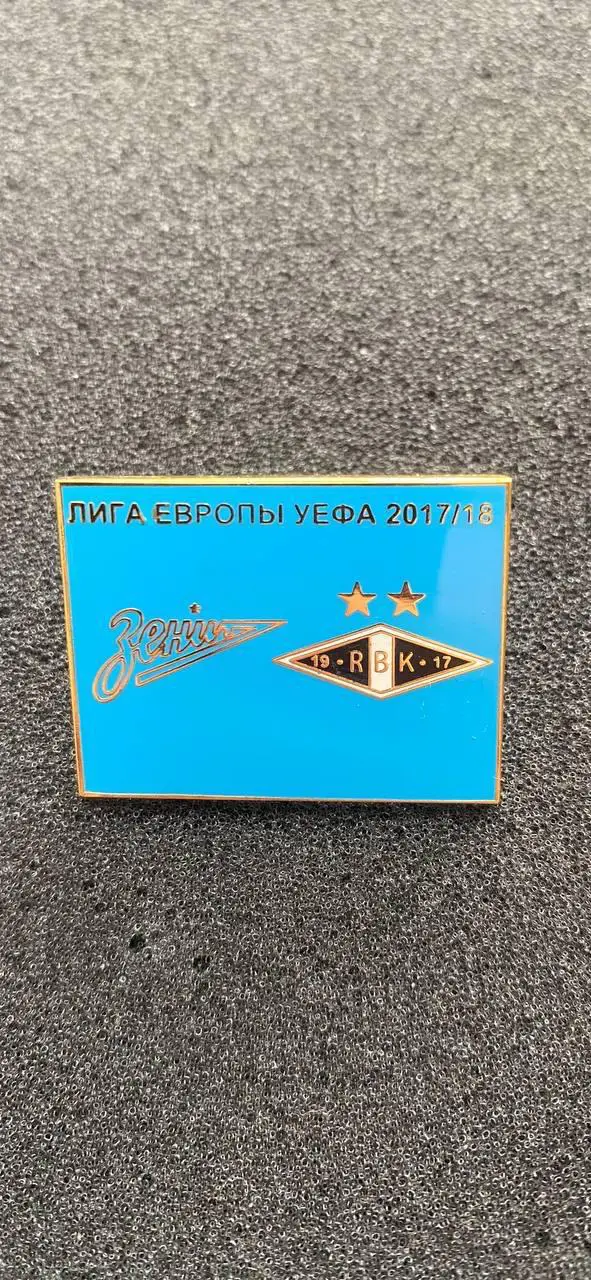 ЛИГА ЕВРОПЫ УЕФА 2017/18
Зенит
19·RBK·17